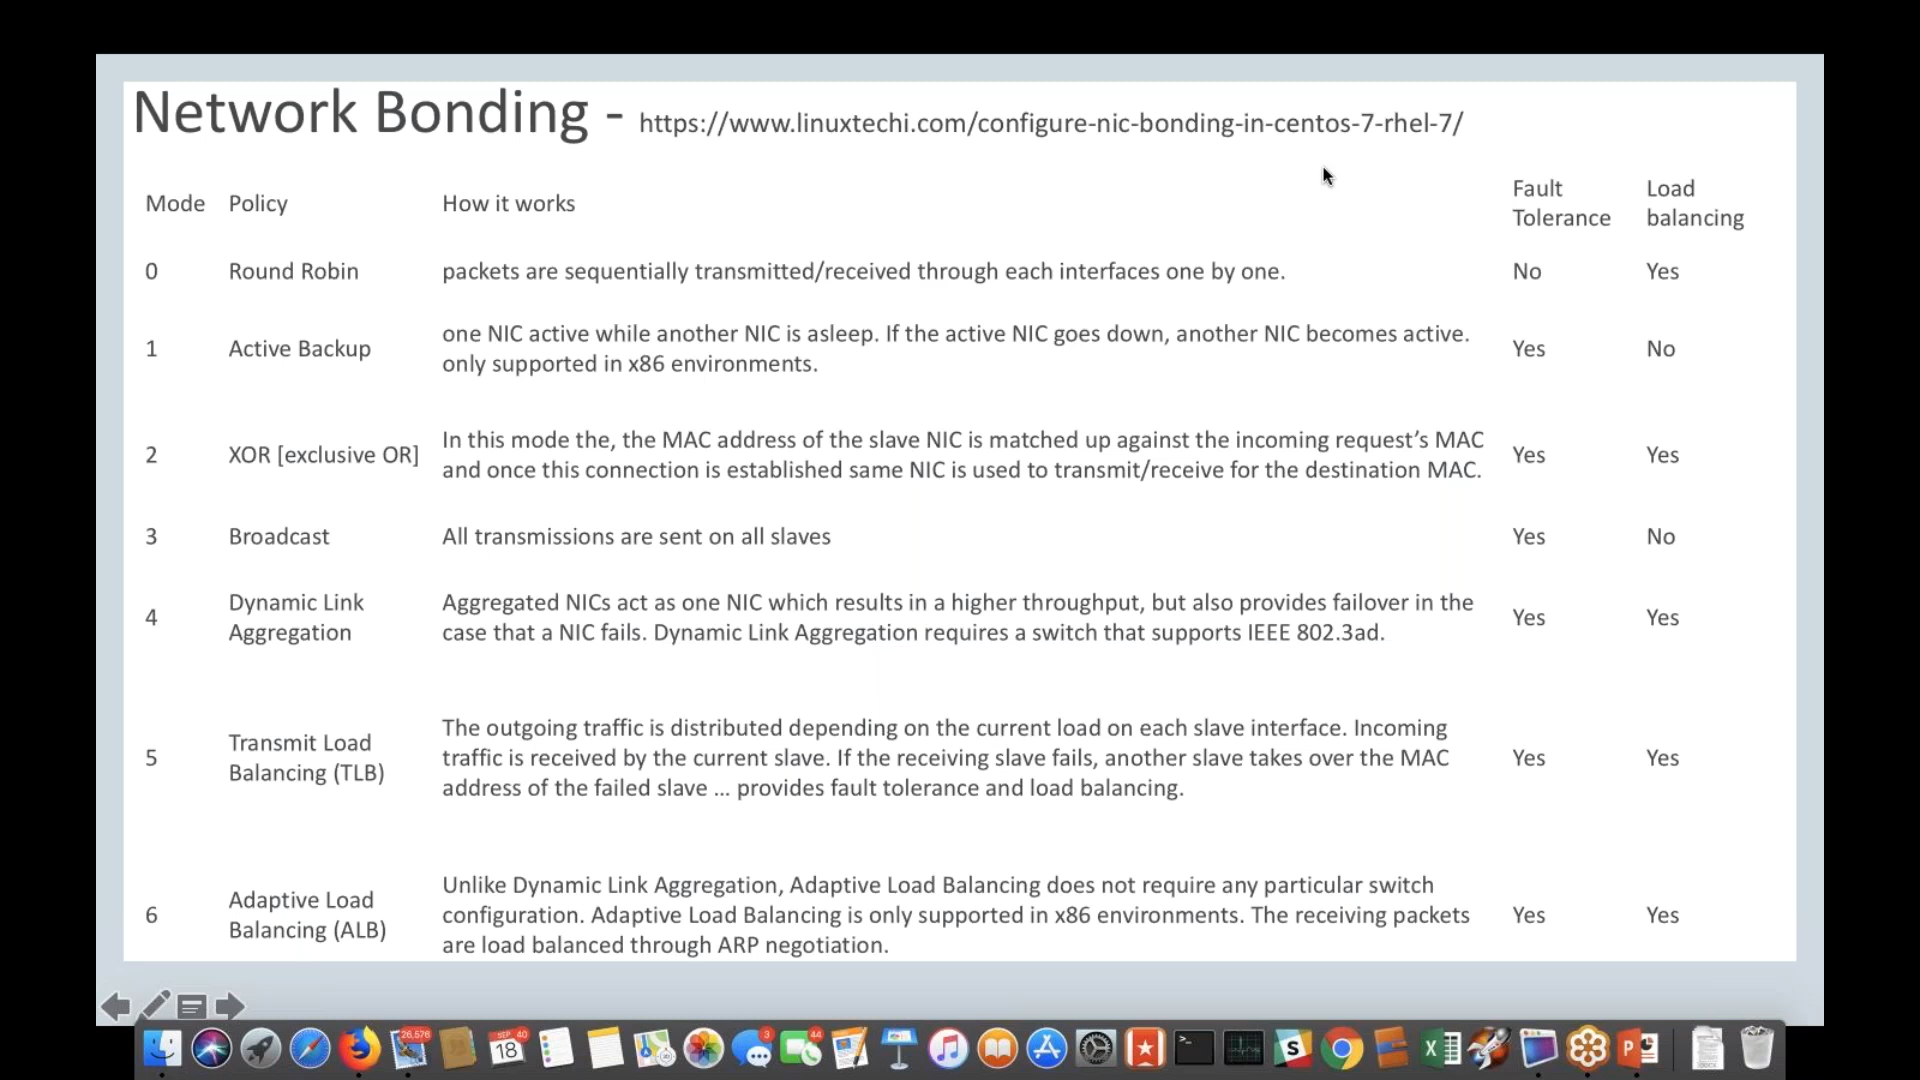 Network Bonding - https://www.linuxtechi.com/configure-nic-bonding-in-centos-7-rhel-7/
Mode Policy How it works Fault Tolerance Load balancing
0 Round Robin packets are sequentially transmitted/received through each interfaces one by one. No Yes
1 Active Backup one NIC active while another NIC is asleep. If the active NIC goes down, another NIC becomes active.
only supported in x86 environments. Yes No
2 XOR [exclusive OR] In this mode the, the MAC address of the slave NIC is matched up against the incoming request’s MAC
and once this connection is established same NIC is used to transmit/receive for the destination MAC. Yes Yes
3 Broadcast All transmissions are sent on all slaves Yes No
4 Dynamic Link Aggregation Aggregated NICs act as one NIC which results in a higher throughput, but also provides failover in the
case that a NIC fails. Dynamic Link Aggregation requires a switch that supports IEEE 802.3ad. Yes Yes
5 Transmit Load Balancing (TLB) The outgoing traffic is distributed depending on the current load on each slave interface. Incoming
traffic is received by the current slave. If the receiving slave fails, another slave takes over the MAC
address of the failed slave ... provides fault tolerance and load balancing. Yes Yes
6 Adaptive Load Balancing (ALB) Unlike Dynamic Link Aggregation, Adaptive Load Balancing does not require any particular switch
configuration. Adaptive Load Balancing is only supported in x86 environments. The receiving packets
are load balanced through ARP negotiation. Yes Yes
26,576
SEP 40
18
3
44
S
X
P